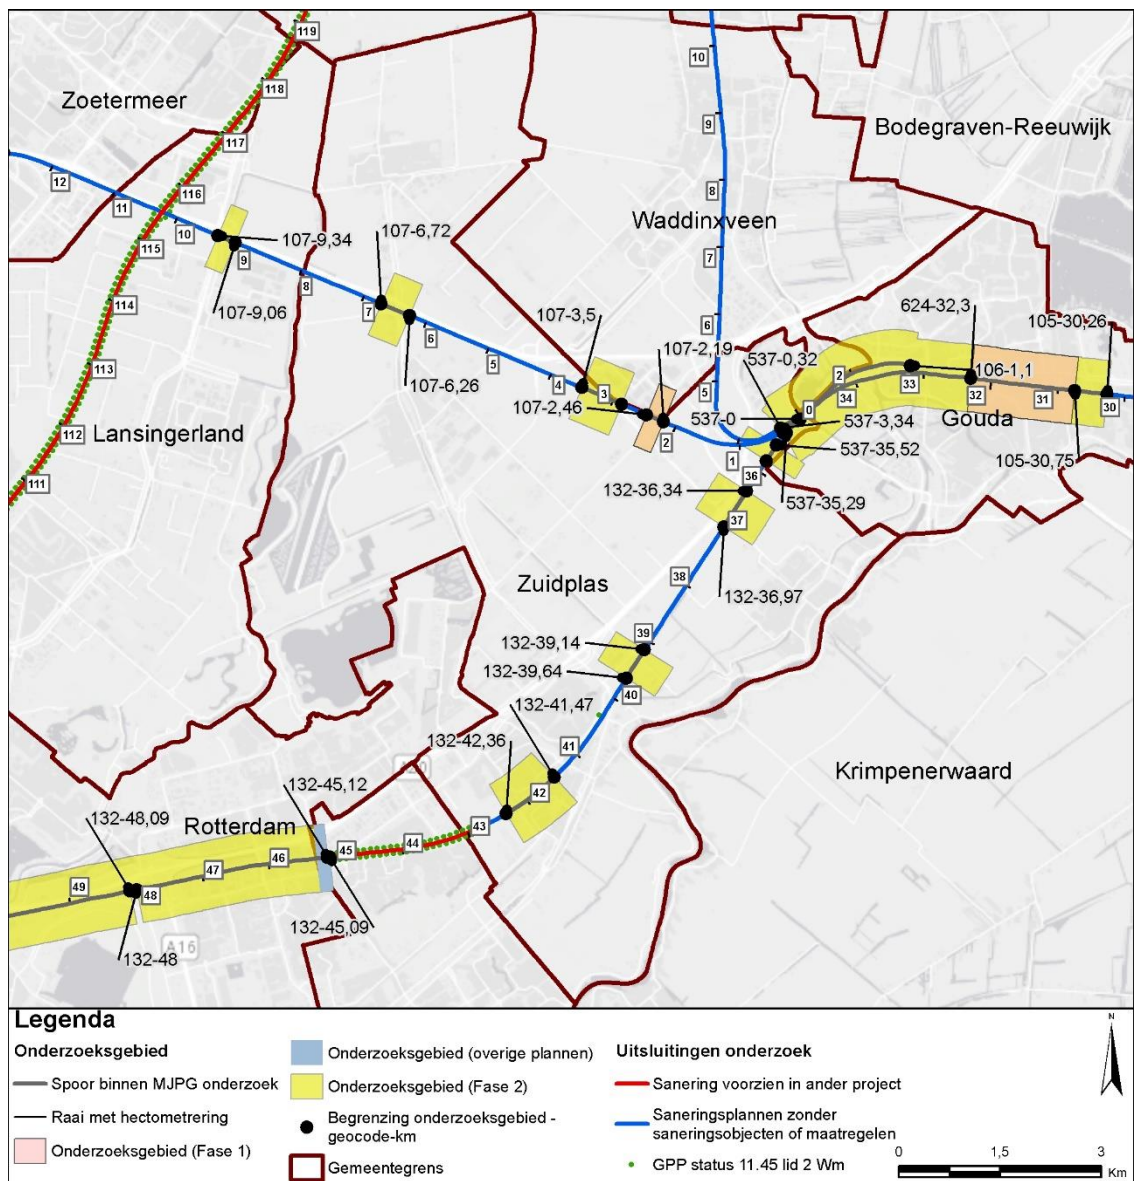 119
10
118
Zoetermeer
9
Bodegraven-Reeuwijk
117
12
116
8
11
Waddinxveen
10
107-6,72
115
107-9,34
9
7
8
624-32,3
105-30,26
114
107-3,5
7
6
107-9,06
107-2,19
537-0,32
6
5
106-1,1
113
107-6,26
4
5
2
33
3
34
32
31
30
107-2,46
0
Gouda
112
Lansingerland
2
537-0
537-3,34
1
537-35,52
105-30,75
111
36
132-36,34
537-35,29
37
38
Zuidplas
132-36,97
39
132-39,14
132-39,64
40
132-41,47
132-42,36
41
A20
Krimpenerwaard
132-45,12
42
132-48,09
Rotterdam
43
45
44
46
47
49
48
132-45,09
A16
132-48
Legenda
Onderzoeksgebied
Spoor binnen MJPG onderzoek
Raai met hectometrering
Onderzoeksgebied (Fase 1)
Onderzoeksgebied (overige plannen)
Onderzoeksgebied (Fase 2)
Begrenzing onderzoeksgebied -
geocode-km
Gemeentegrens
Uitsluitingen onderzoek
Sanering voorzien in ander project
Saneringsplannen zonder
saneringsobjecten of maatregelen
GPP status 11.45 lid 2 Wm
N
0 1,5 3
Km